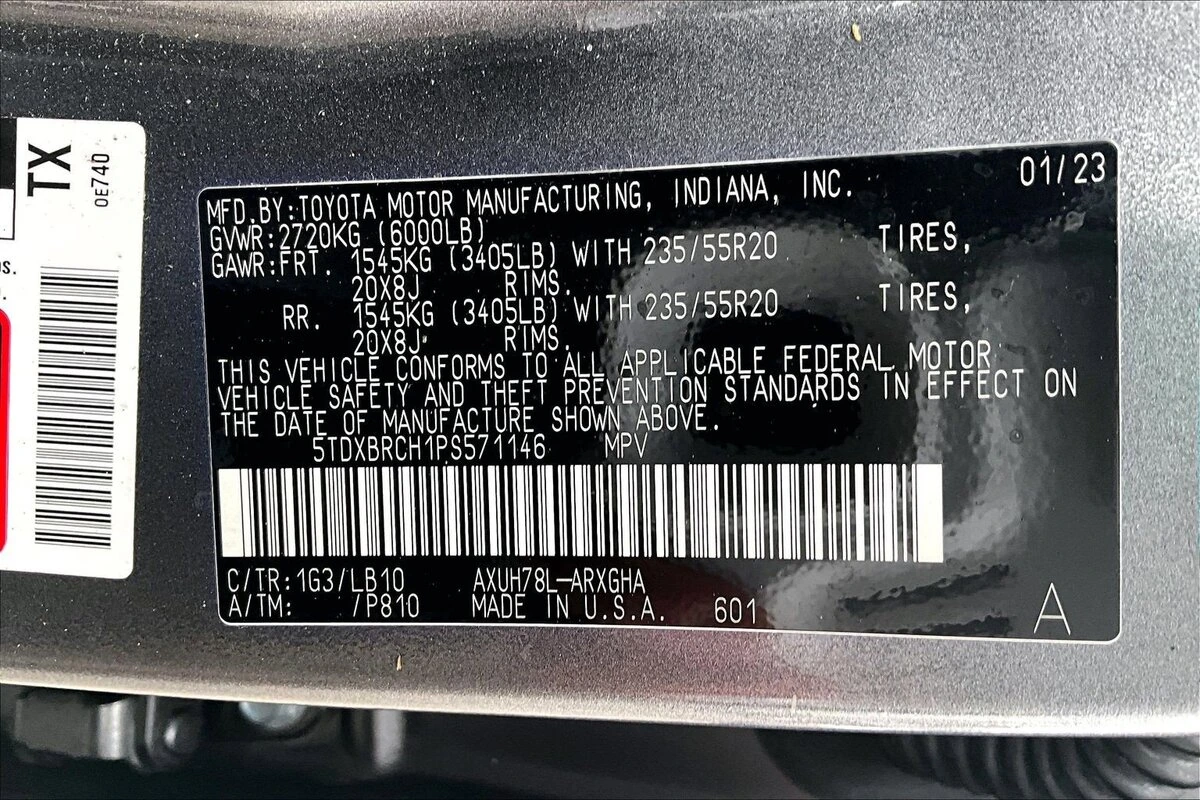 TX
0E740
os.
01/23
MFD.BY:TOYOTA MOTOR MANUFACTURING, INDIANA, INC.
GVWR:2720KG (6000LB)
GAWR:FRT. 1545KG (3405LB) WITH 235/55R20 TIRES,
20X8J RIMS.
RR. 1545KG (3405LB) WITH 235/55R20 TIRES,
20X8J RIMS.
THIS VEHICLE CONFORMS TO ALL APPLICABLE FEDERAL MOTOR
VEHICLE SAFETY AND THEFT PREVENTION STANDARDS IN EFFECT ON
THE DATE OF MANUFACTURE SHOWN ABOVE.
5TDXBRCH1PS571146 MPV
C/TR:1G3/LB10 AXUH78L-ARXGHA
A/TM: /P810 MADE IN U.S.A. 601
A